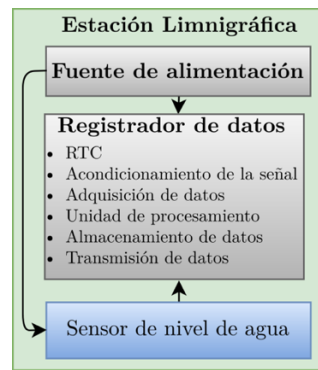 Estación Limnigráfica
Fuente de alimentación
Registrador de datos
• RTC
• Acondicionamiento de la señal
• Adquisición de datos
• Unidad de procesamiento
• Almacenamiento de datos
• Transmisión de datos
Sensor de nivel de agua